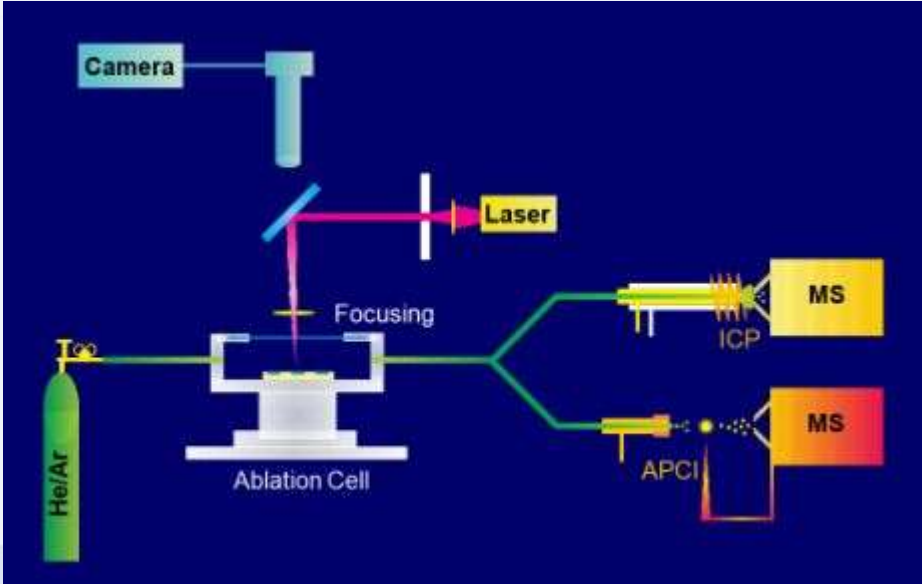 Camera
Laser
Focusing
MS
ICP
MS
APCI
Ablation Cell
He/Ar